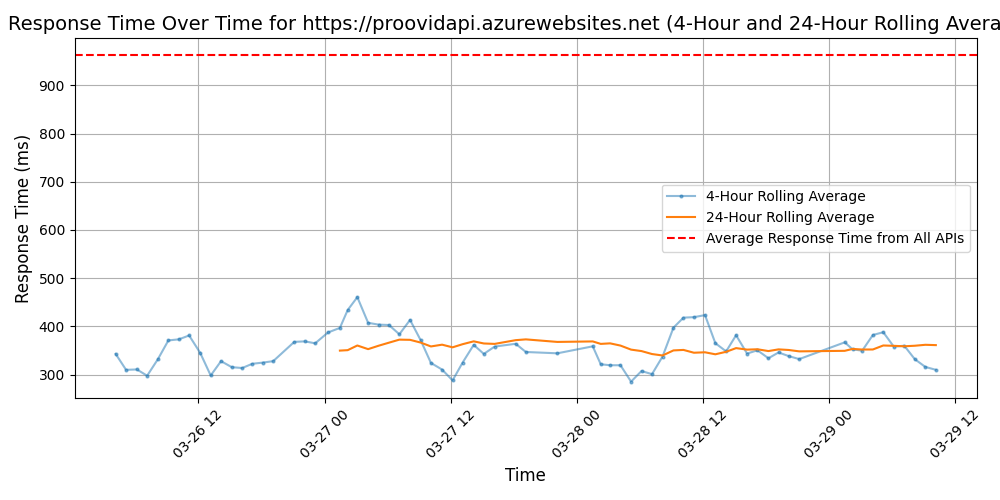 Response Time Over Time for https://proovidapi.azurewebsites.net (4-Hour and 24-Hour Rolling Avera
Response Time (ms)
900
800
700
600
500
400
300
4-Hour Rolling Average
24-Hour Rolling Average
Average Response Time from All APIs
03-26 12
03-27 00
03-27 12
03-28 00
03-28 12
03-29 00
03-29 12
Time